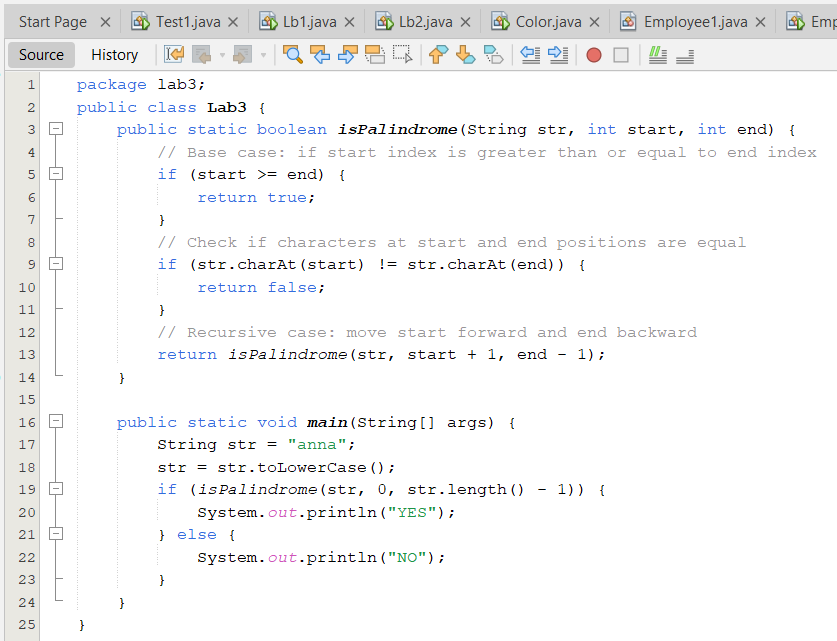 Start Page Test1.java Lb1.java Lb2.java Color.java Employee1.java Emp
Source History
1 package lab3;
2 public class Lab3 {
3 public static boolean isPalindrome(String str, int start, int end) {
4 // Base case: if start index is greater than or equal to end index
5 if (start >= end) {
6 return true;
7 }
8 // Check if characters at start and end positions are equal
9 if (str.charAt(start) != str.charAt(end)) {
10 return false;
11 }
12 // Recursive case: move start forward and end backward
13 return isPalindrome(str, start + 1, end - 1);
14 }
15
16 public static void main(String[] args) {
17 String str = "anna";
18 str = str.toLowerCase();
19 if (isPalindrome(str, 0, str.length() - 1)) {
20 System.out.println("YES");
21 } else {
22 System.out.println("NO");
23 }
24 }
25 }